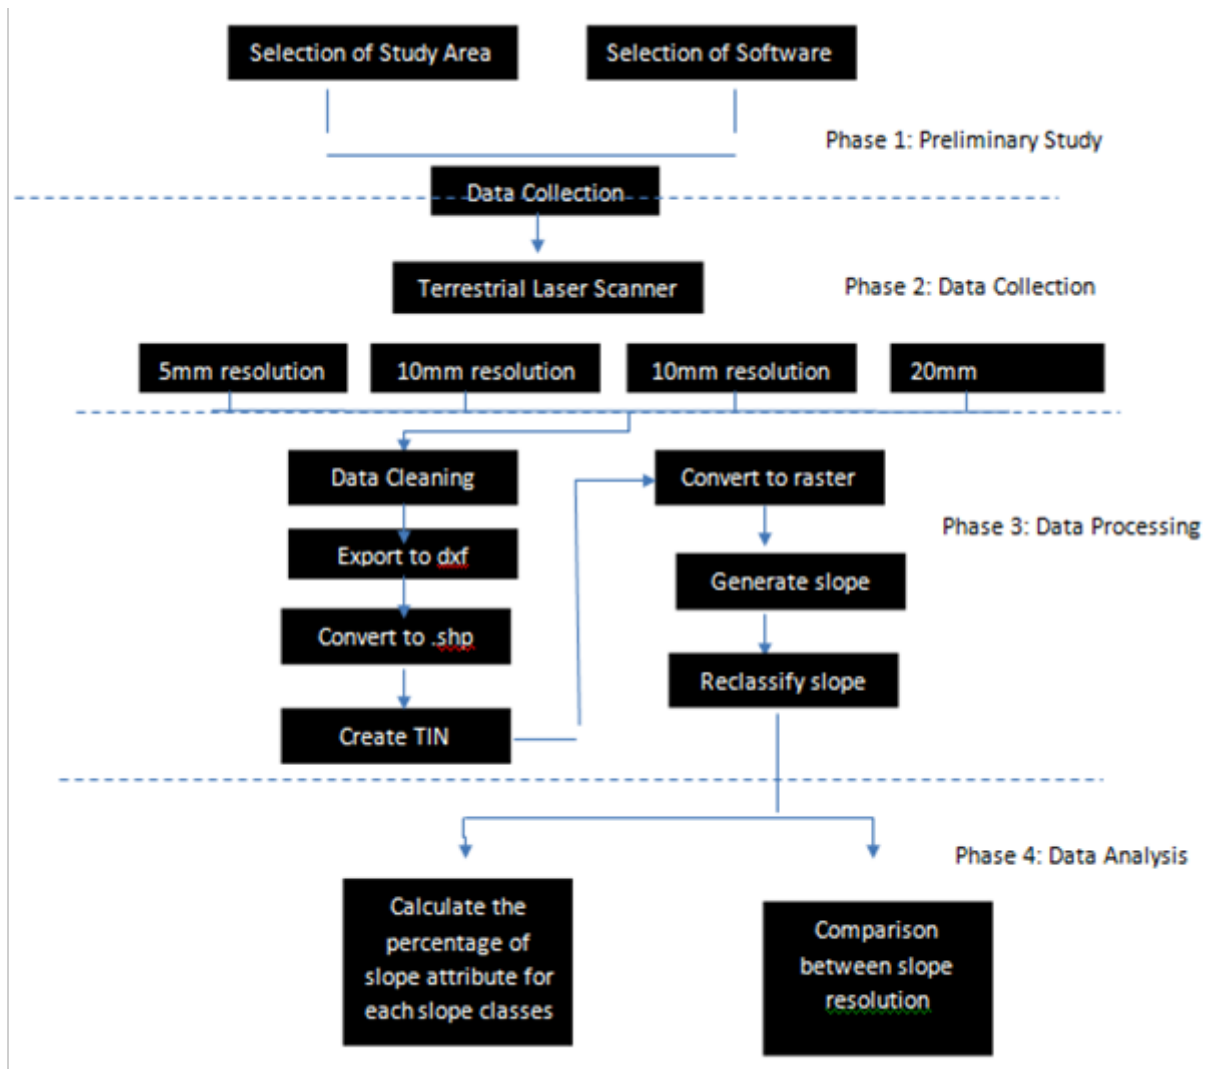 Selection of Study Area
Selection of Software
Phase 1: Preliminary Study
Data Collection
Terrestrial Laser Scanner
Phase 2: Data Collection
5mm resolution
10mm resolution
10mm resolution
20mm
Data Cleaning
Export to dxf
Convert to .shp
Create TIN
Convert to raster
Generate slope
Reclassify slope
Phase 3: Data Processing
Phase 4: Data Analysis
Calculate the
percentage of
slope attribute for
each slope classes
Comparison
between slope
resolution